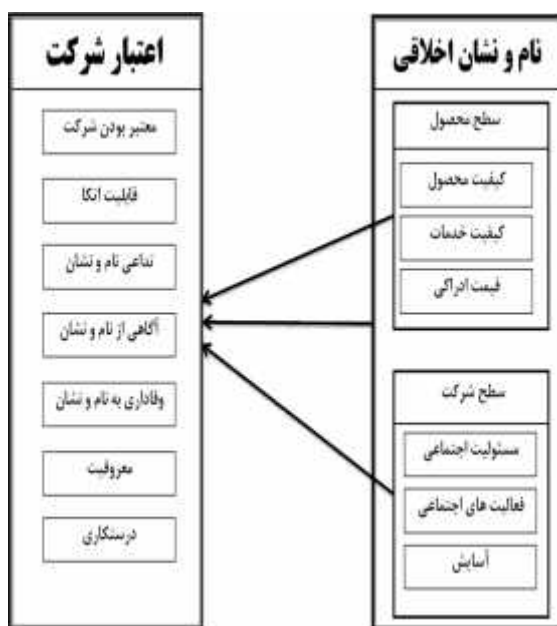 نام و نشان اخلاقی
سطح محصول
کیفیت محصول
کیفیت خدمات
قیمت ادراکی
سطح شرکت
مسئولیت اجتماعی
فعالیت های اجتماعی
آسایش
اعتبار شرکت
معتبر بودن شرکت
قابلیت اتکا
تداعی نام و نشان
آگاهی از نام و نشان
وفاداری به نام و نشان
معروفیت
درستکاری